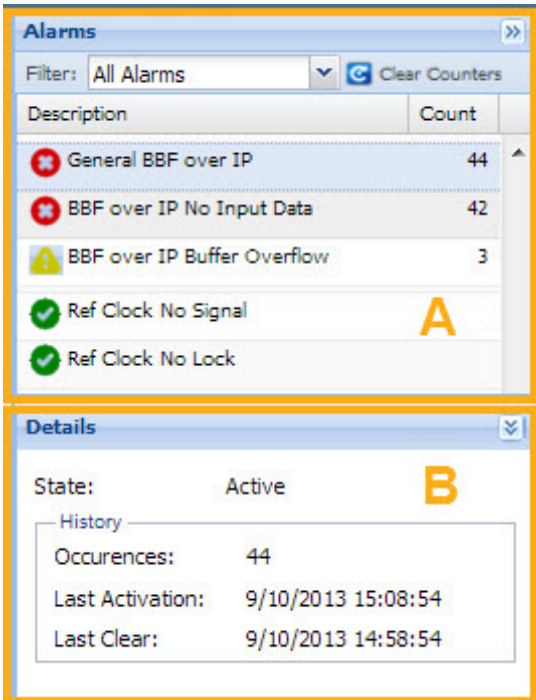 Alarms
Filter: All Alarms Clear Counters
Description Count
General BBF over IP 44
BBF over IP No Input Data 42
BBF over IP Buffer Overflow 3
Ref Clock No Signal
A
Ref Clock No Lock
Details
State: Active
B
History
Occurences: 44
Last Activation: 9/10/2013 15:08:54
Last Clear: 9/10/2013 14:58:54